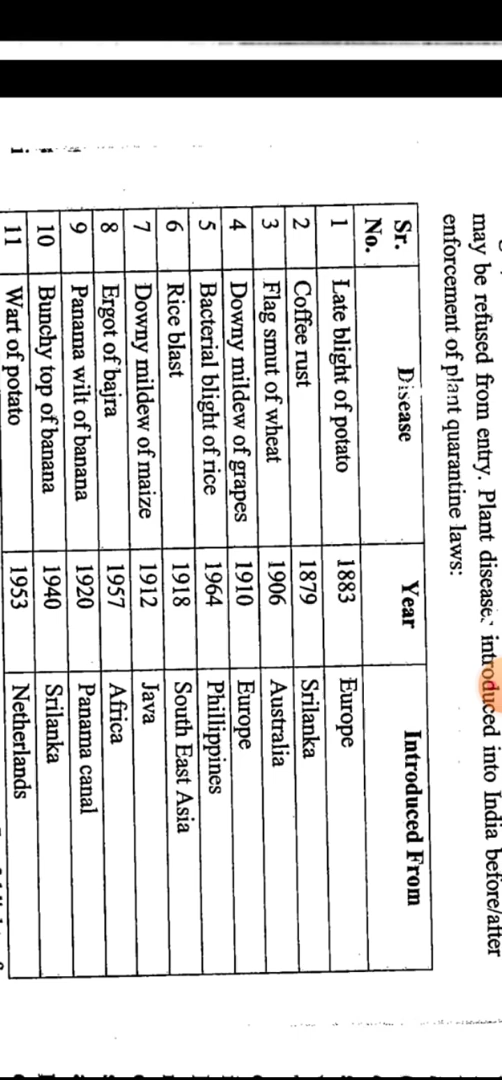 may be refused from entry. Plant disease, introduced into India before/after
enforcement of plant quarantine laws:
Sr. No. Disease Year Introduced From
1 Late blight of potato 1883 Europe
2 Coffee rust 1879 Srilanka
3 Flag smut of wheat 1906 Australia
4 Downy mildew of grapes 1910 Europe
5 Bacterial blight of rice 1964 Phillippines
6 Rice blast 1918 South East Asia
7 Downy mildew of maize 1912 Java
8 Ergot of bajra 1957 Africa
9 Panama wilt of banana 1920 Panama canal
10 Bunchy top of banana 1940 Srilanka
11 Wart of potato 1953 Netherlands